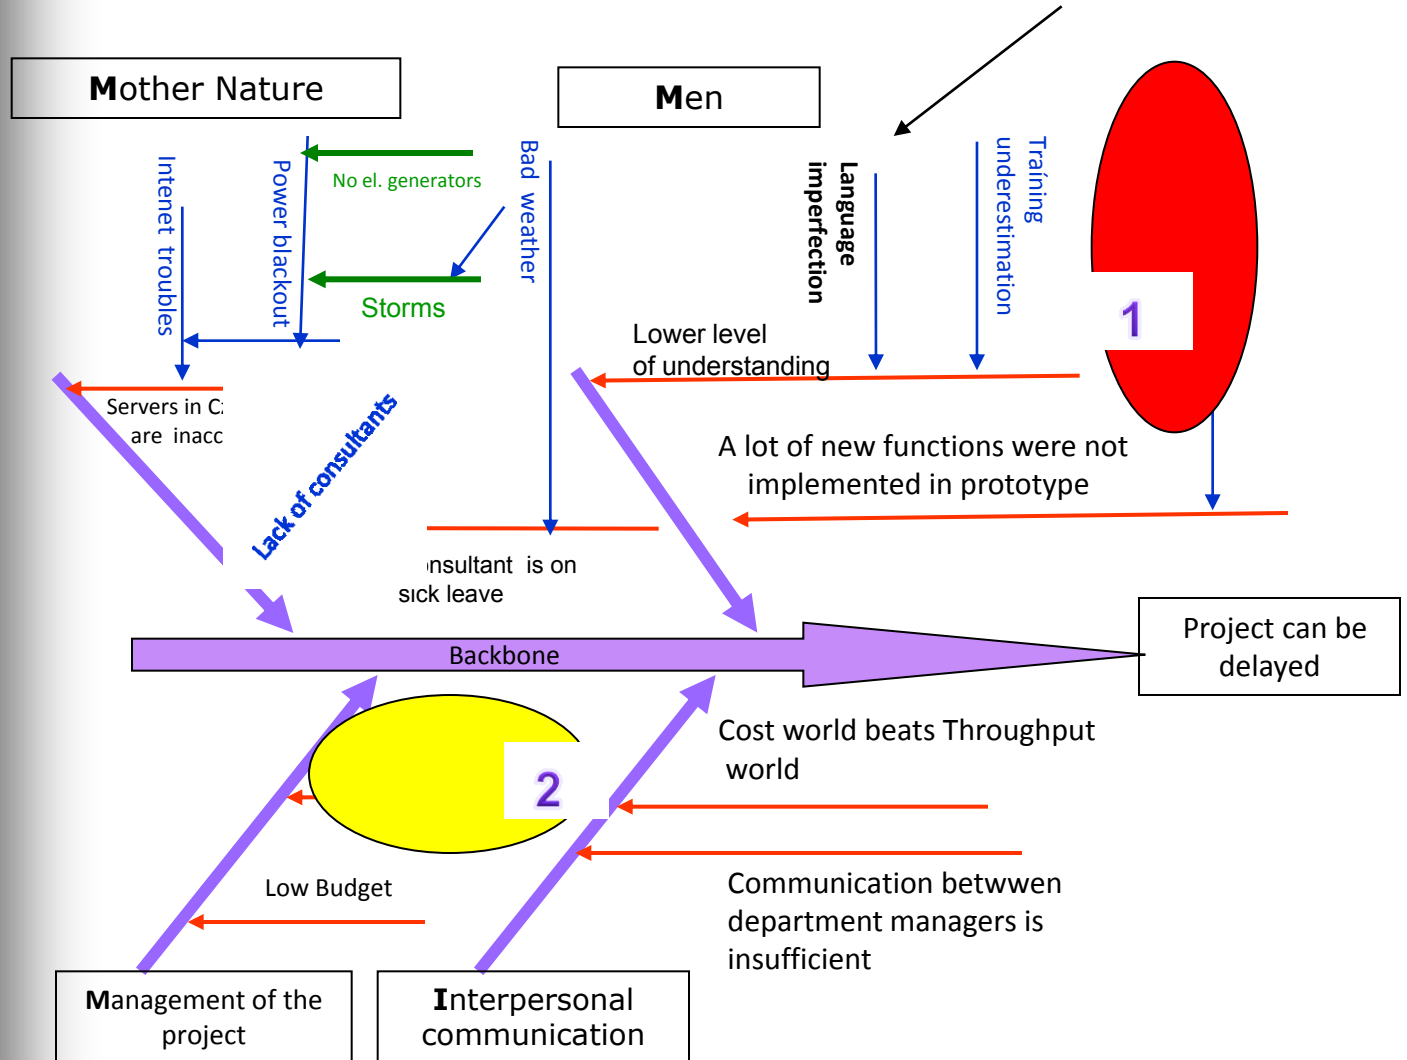 Mother Nature
Men
No el. generators
Storms
Intenet troubles
Power blackout
Bad weather
Language
imperfection
Traíning
underestimation
1
Lower level
of understanding
Servers in
are
Lack of consultants
A lot of new functions were not
implemented in prototype
is on
sick leave
Backbone
Project can be
delayed
2
Cost world beats Throughput
world
Low Budget
Communication betwwen
department managers is
insufficient
Management of the
project
Interpersonal
communication